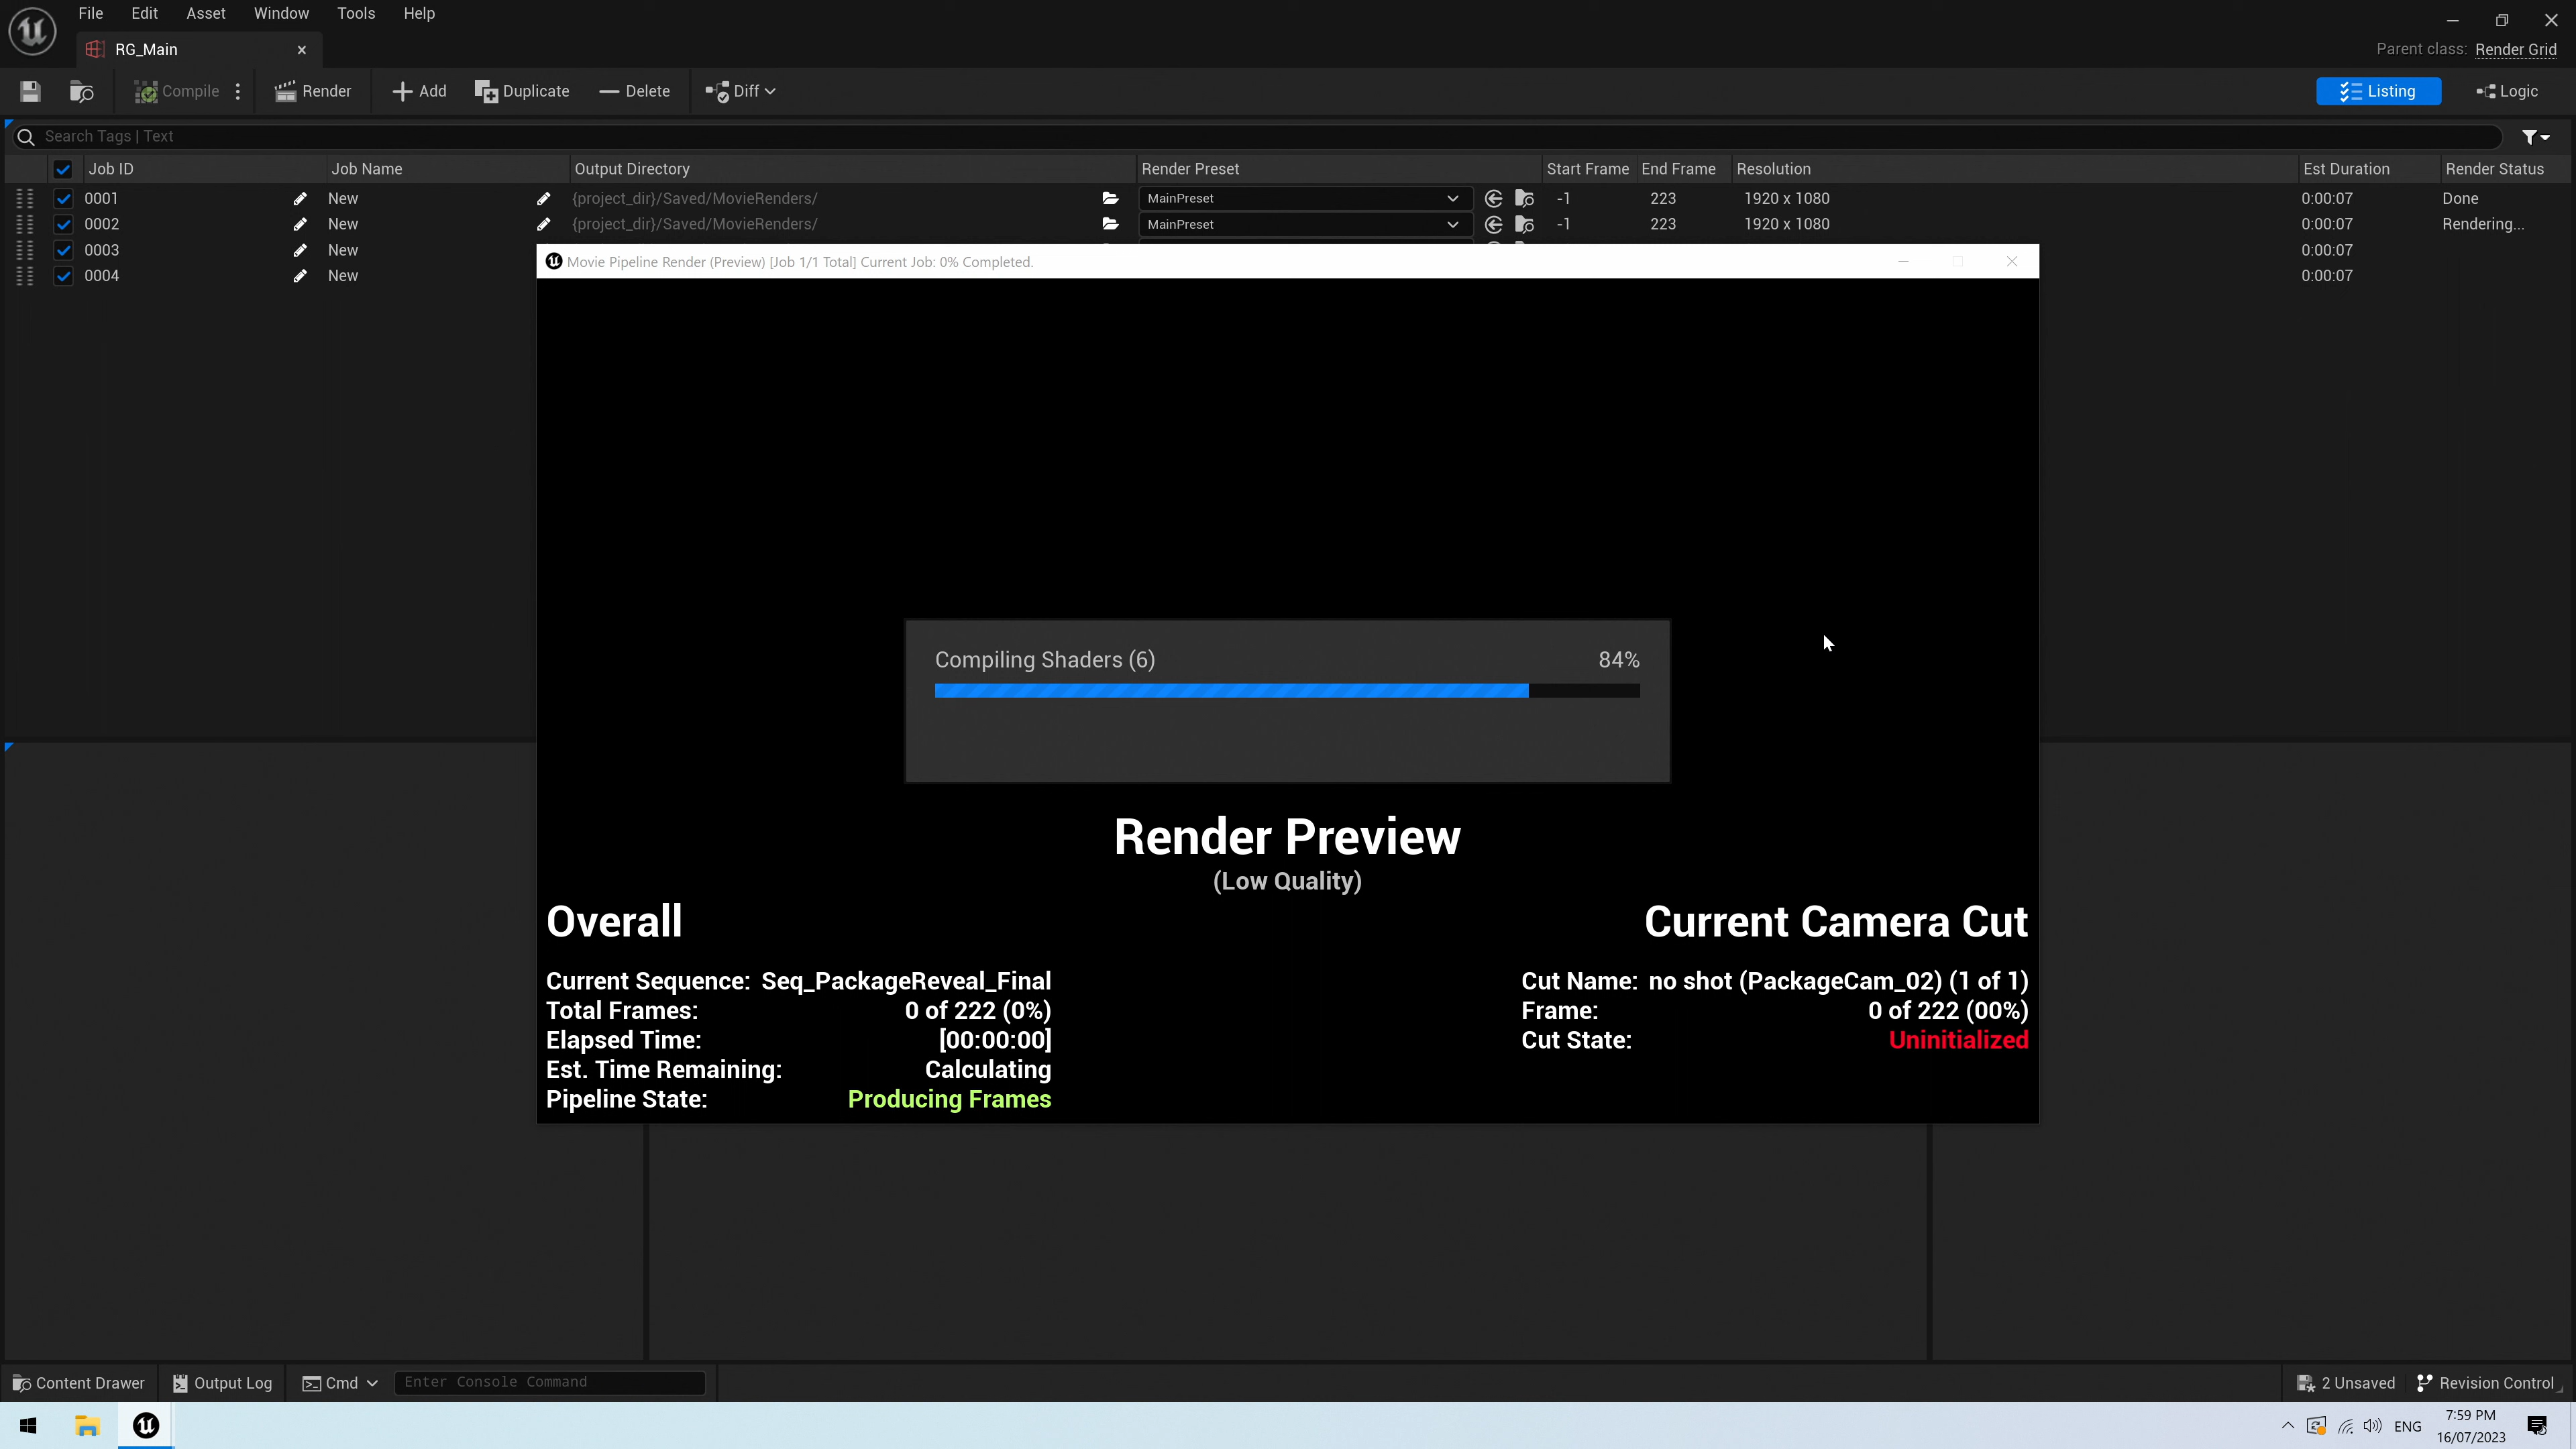 File Edit Asset Window Tools Help
RG_Main
Parent class: Render Grid
Compile Render Add Duplicate Delete Diff Listing Logic
Search Tags | Text
Job ID Job Name Output Directory Render Preset Start Frame End Frame Resolution Est Duration Render Status
0001 New {project_dir}/Saved/MovieRenders/ MainPreset -1 223 1920 x 1080 0:00:07 Done
0002 New {project_dir}/Saved/MovieRenders/ MainPreset -1 223 1920 x 1080 0:00:07 Rendering...
0003 New 0:00:07
0004 New 0:00:07
Movie Pipeline Render (Preview) [Job 1/1 Total] Current Job: 0% Completed.
Compiling Shaders (6) 84%
Render Preview
(Low Quality)
Overall
Current Sequence: Seq_PackageReveal_Final
Total Frames: 0 of 222 (0%)
Elapsed Time: [00:00:00]
Est. Time Remaining: Calculating
Pipeline State: Producing Frames
Current Camera Cut
Cut Name: no shot (PackageCam_02) (1 of 1)
Frame: 0 of 222 (00%)
Cut State: Uninitialized
Content Drawer Output Log Cmd Enter Console Command 2 Unsaved Revision Control
ENG 7:59 PM
16/07/2023